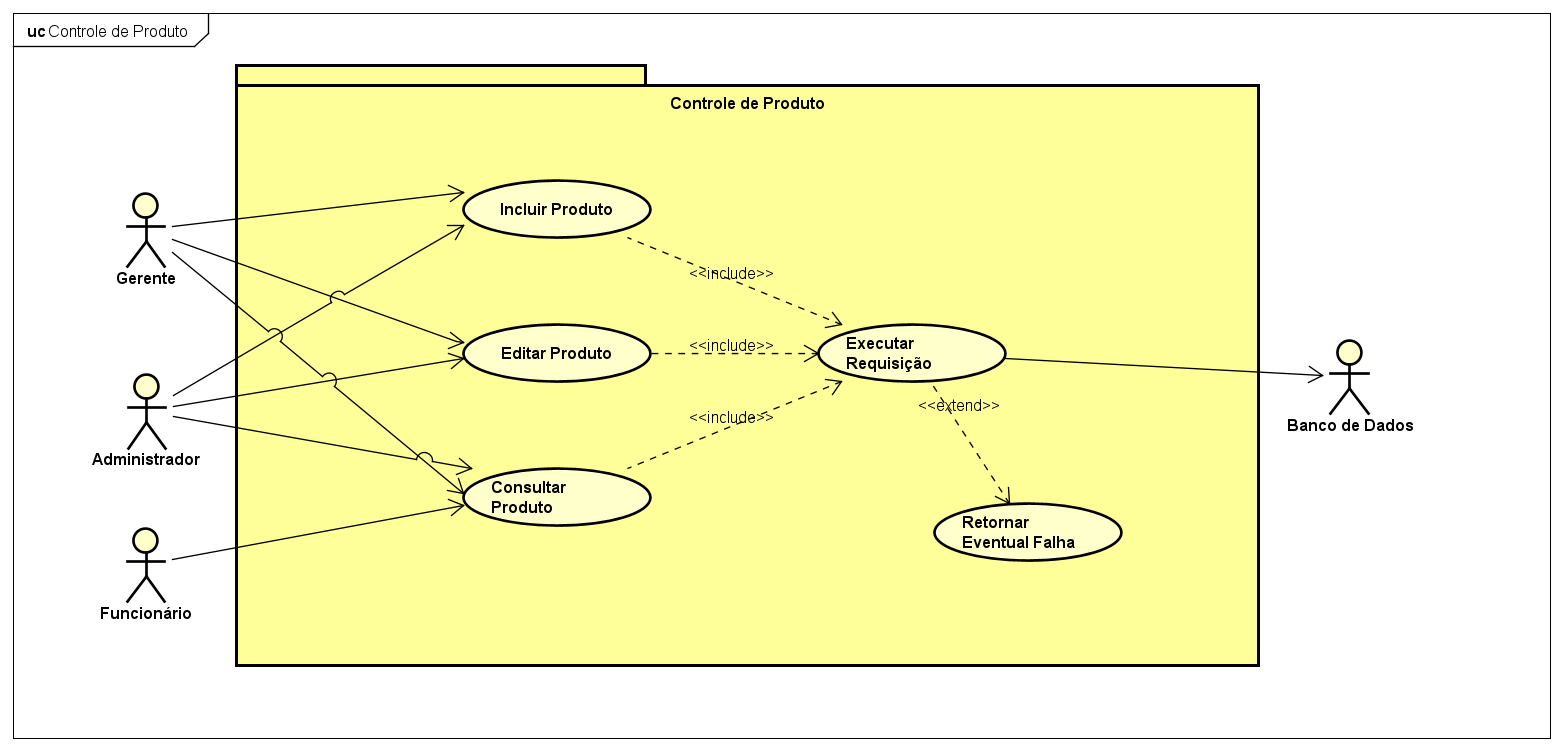 uc Controle de Produto
Controle de Produto
Incluir Produto
Gerente
<<include>>
Editar Produto
<<include>>
Executar
Requisição
<<include>>
<<extend>>
Banco de Dados
Administrador
Consultar
Produto
Retornar
Eventual Falha
Funcionário